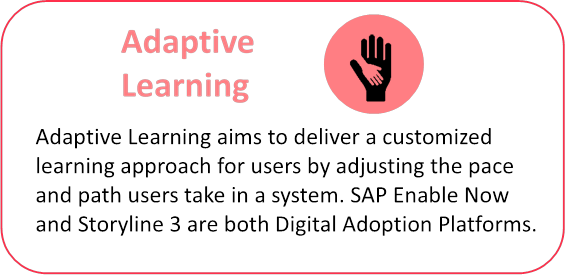 Adaptive
Learning
Adaptive Learning aims to deliver a customized
learning approach for users by adjusting the pace
and path users take in a system. SAP Enable Now
and Storyline 3 are both Digital Adoption Platforms.